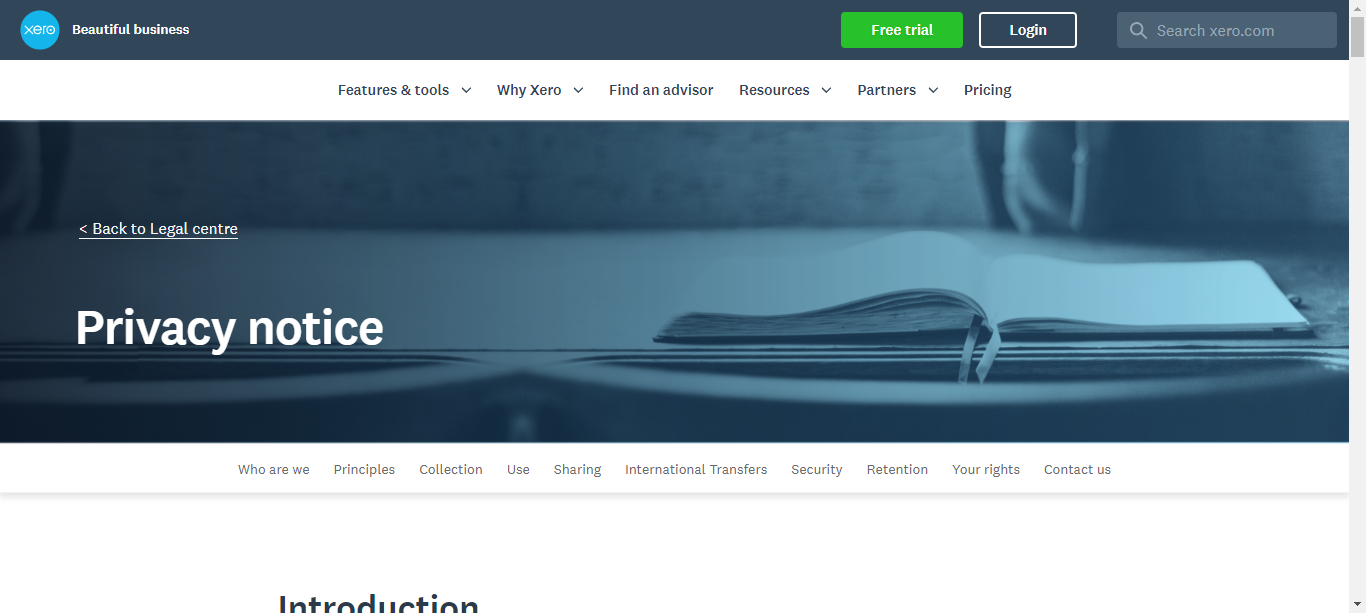 xero Beautiful business Free trial Login Search xero.com
Features & tools Why Xero Find an advisor Resources Partners Pricing
< Back to Legal centre
Privacy notice
Who are we Principles Collection Use Sharing International Transfers Security Retention Your rights Contact us
Introduction